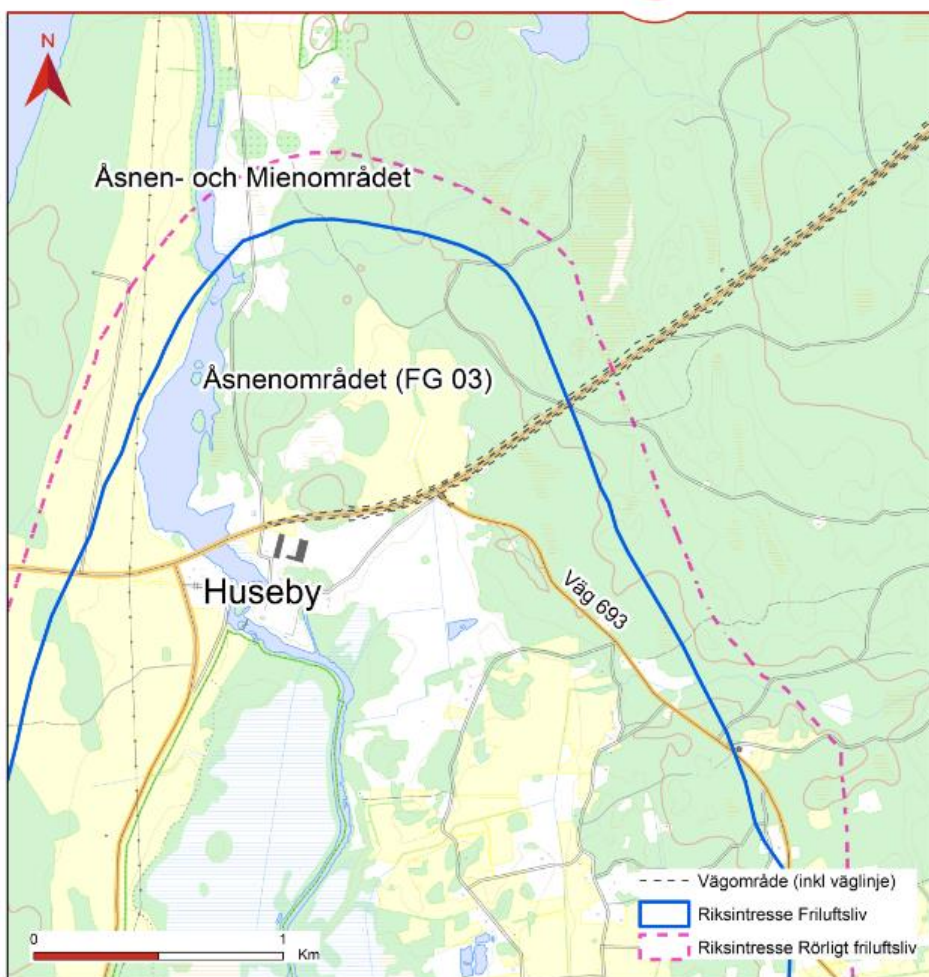 N
Åsnen- och Mienområdet
Åsnenområdet (FG 03)
Huseby
Väg 693
Vägområde (inkl väglinje)
Riksintresse Friluftsliv
Riksintresse Rörligt friluftsliv
0 1
Km